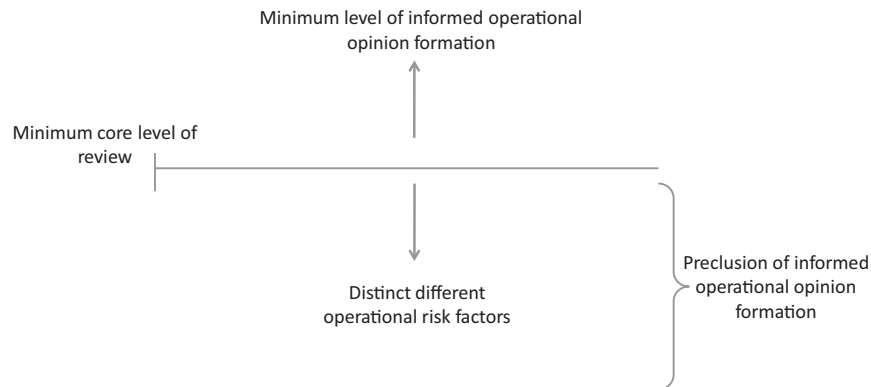 Minimum level of informed operational
opinion formation
Minimum core level of
review
Distinct different
operational risk factors
Preclusion of informed
operational opinion
formation